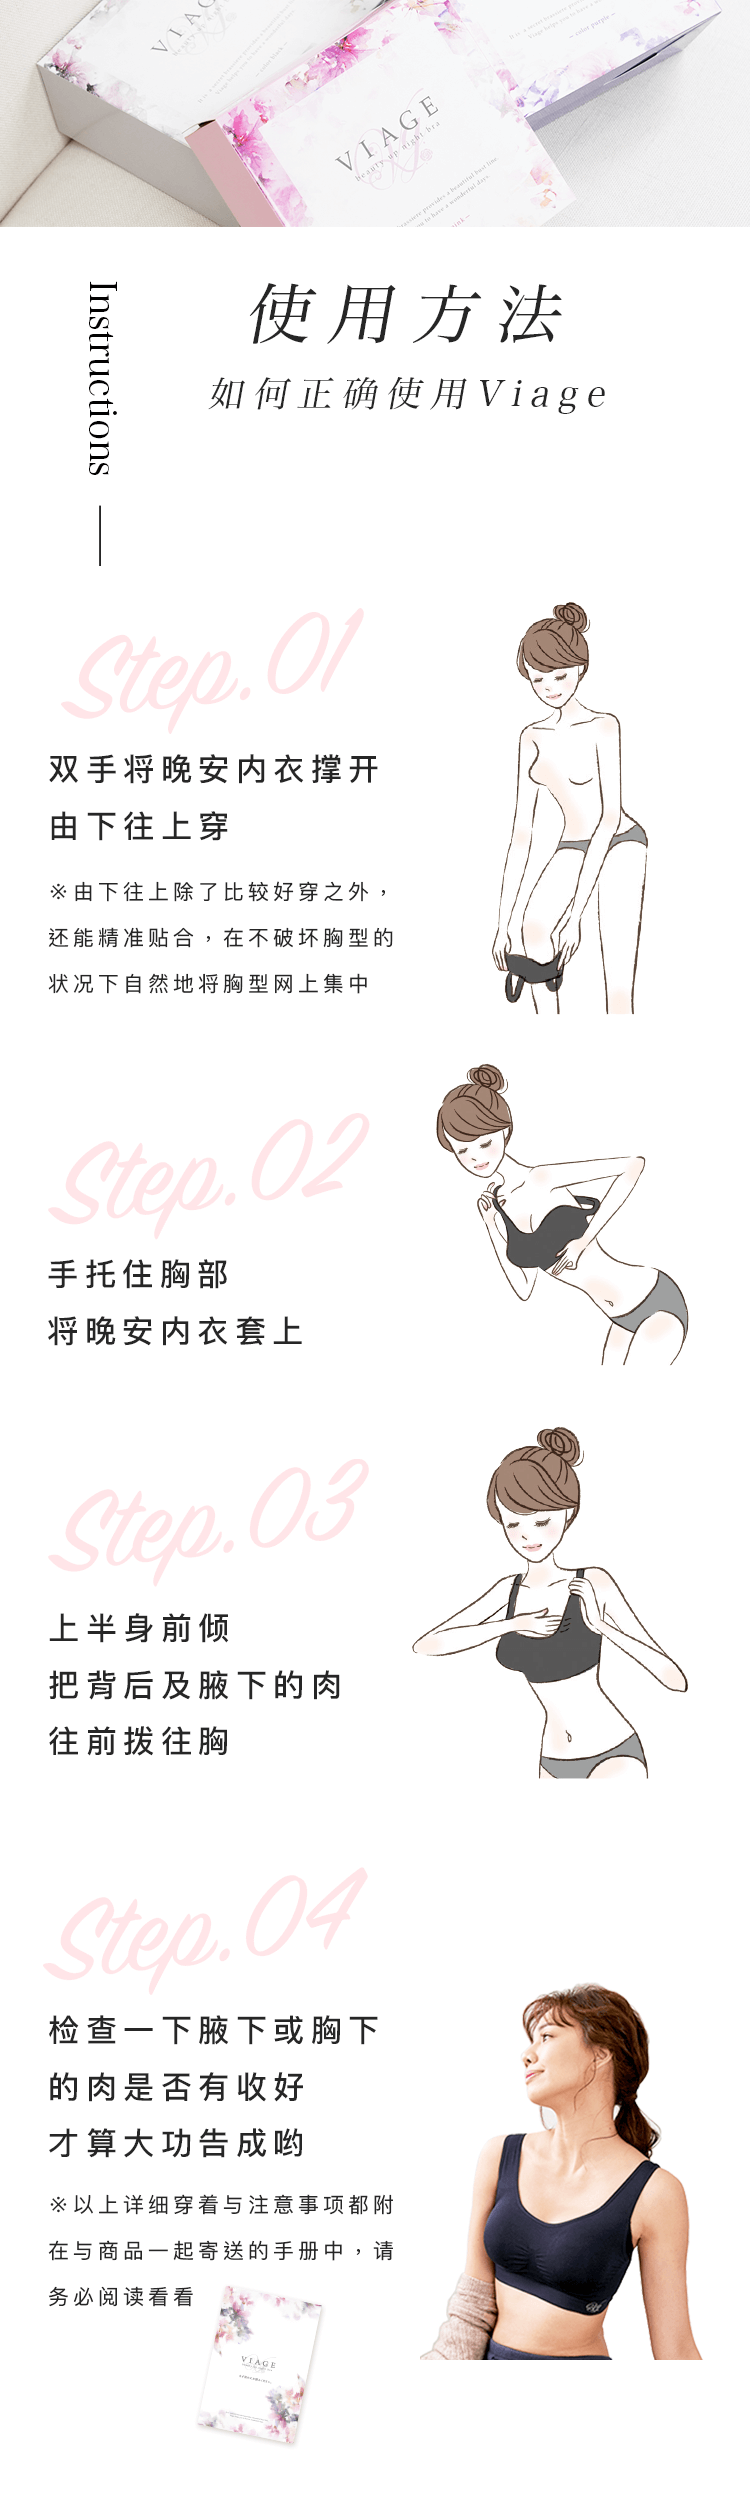 VIAGE
beauty up night bra
Instructions
使用方法
如何正确使用Viage
Step.01
双手将晚安内衣撑开
由下往上穿
※由下往上除了比较好穿之外，
还能精准贴合，在不破坏胸型的
状况下自然地将胸型网上集中
Step.02
手托住胸部
将晚安内衣套上
Step.03
上半身前倾
把背后及腋下的肉
往前拨往胸
Step.04
检查一下腋下或胸下
的肉是否有收好
才算大功告成哟
※以上详细穿着与注意事项都附
在与商品一起寄送的手册中，请
务必阅读看看
VIAGE